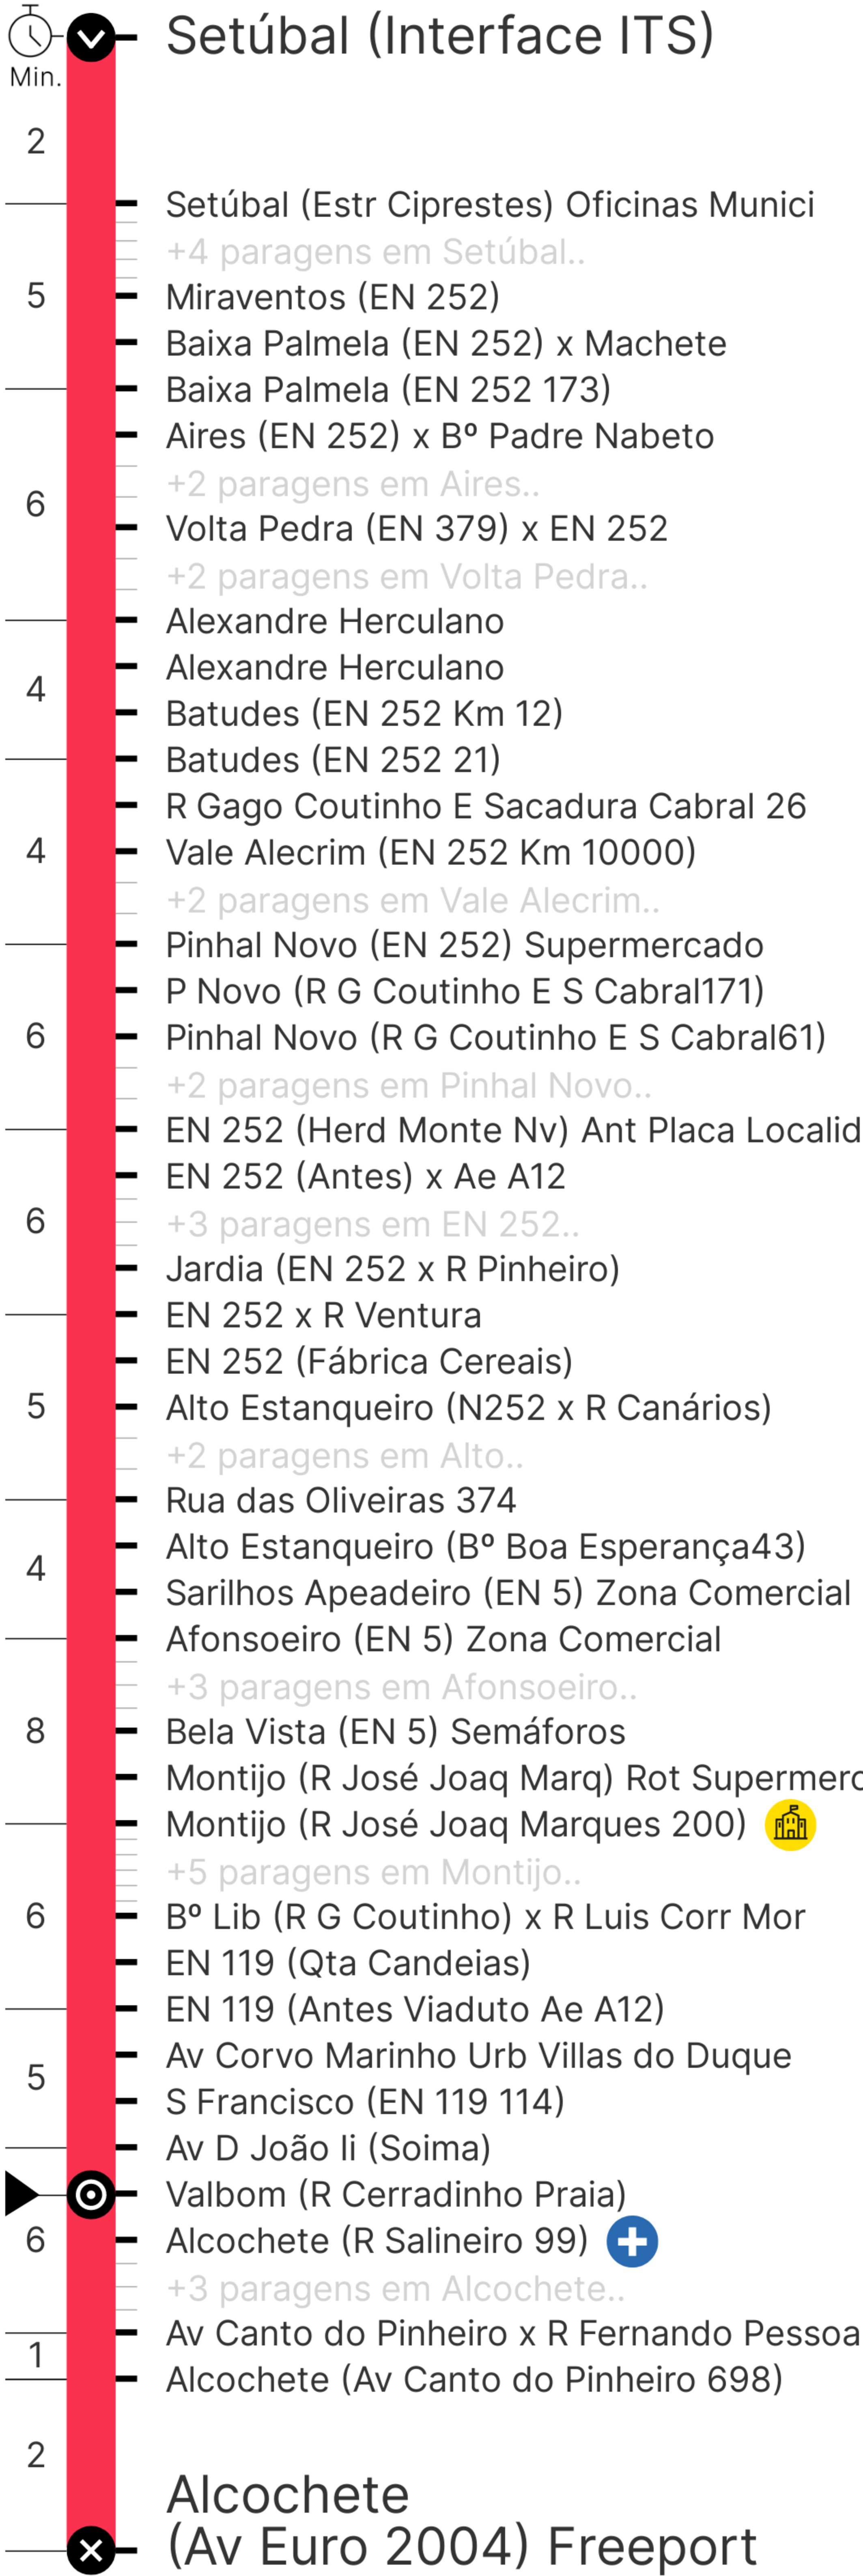 Setúbal (Interface ITS)
Min.
2
Setúbal (Estr Ciprestes) Oficinas Munici
+4 paragens em Setúbal..
5
Miraventos (EN 252)
Baixa Palmela (EN 252) x Machete
Baixa Palmela (EN 252 173)
Aires (EN 252) x Bº Padre Nabeto
+2 paragens em Aires..
6
Volta Pedra (EN 379) x EN 252
+2 paragens em Volta Pedra..
Alexandre Herculano
Alexandre Herculano
4
Batudes (EN 252 Km 12)
Batudes (EN 252 21)
R Gago Coutinho E Sacadura Cabral 26
4
Vale Alecrim (EN 252 Km 10000)
+2 paragens em Vale Alecrim..
Pinhal Novo (EN 252) Supermercado
P Novo (R G Coutinho E S Cabral171)
6
Pinhal Novo (R G Coutinho E S Cabral61)
+2 paragens em Pinhal Novo..
EN 252 (Herd Monte Nv) Ant Placa Localid
EN 252 (Antes) x Ae A12
6
+3 paragens em EN 252..
Jardia (EN 252 x R Pinheiro)
EN 252 x R Ventura
EN 252 (Fábrica Cereais)
5
Alto Estanqueiro (N252 x R Canários)
+2 paragens em Alto..
Rua das Oliveiras 374
Alto Estanqueiro (Bº Boa Esperança43)
4
Sarilhos Apeadeiro (EN 5) Zona Comercial
Afonsoeiro (EN 5) Zona Comercial
+3 paragens em Afonsoeiro..
8
Bela Vista (EN 5) Semáforos
Montijo (R José Joaq Marq) Rot Supermerc
Montijo (R José Joaq Marques 200)
+5 paragens em Montijo..
6
Bº Lib (R G Coutinho) x R Luis Corr Mor
EN 119 (Qta Candeias)
EN 119 (Antes Viaduto Ae A12)
Av Corvo Marinho Urb Villas do Duque
5
S Francisco (EN 119 114)
Av D João Ii (Soima)
Valbom (R Cerradinho Praia)
6
Alcochete (R Salineiro 99)
+3 paragens em Alcochete..
Av Canto do Pinheiro x R Fernando Pessoa
1
Alcochete (Av Canto do Pinheiro 698)
2
Alcochete
(Av Euro 2004) Freeport